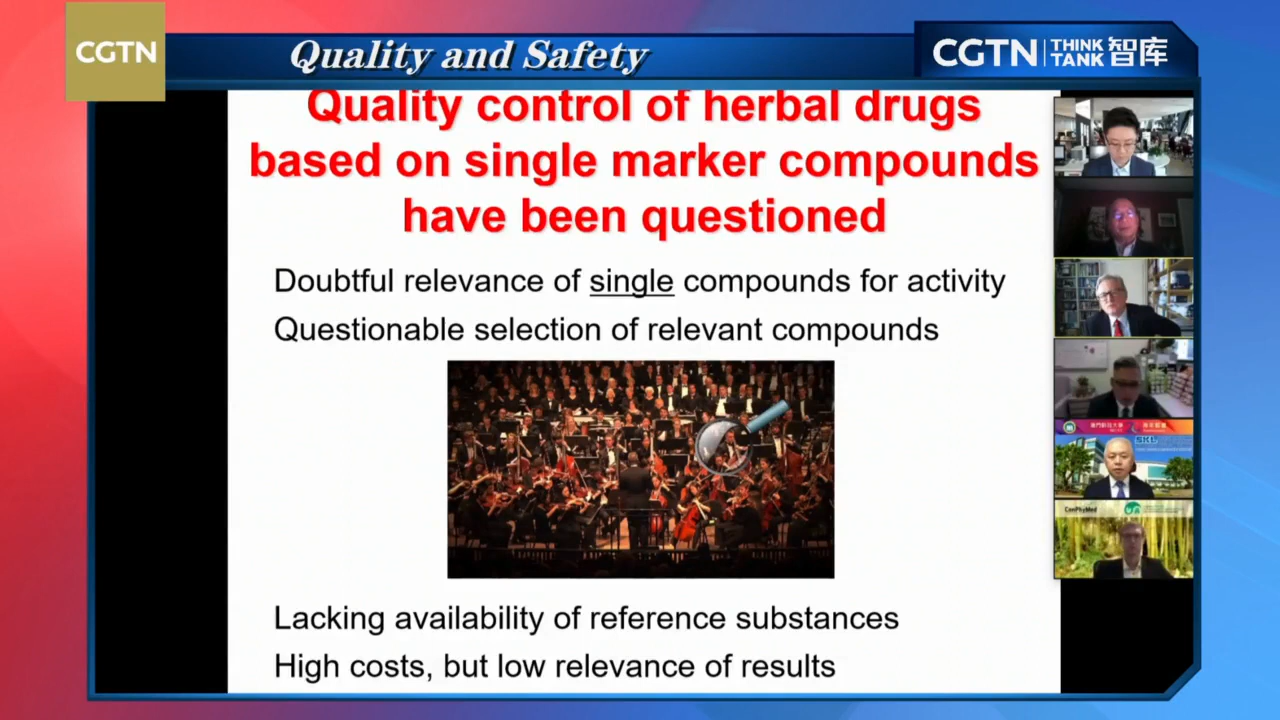 CGTN
Quality and Safety
CGTN THINK TANK 智库
Quality control of herbal drugs
based on single marker compounds
have been questioned
Doubtful relevance of single compounds for activity
Questionable selection of relevant compounds
Lacking availability of reference substances
High costs, but low relevance of results
SKL
ConPhyMed